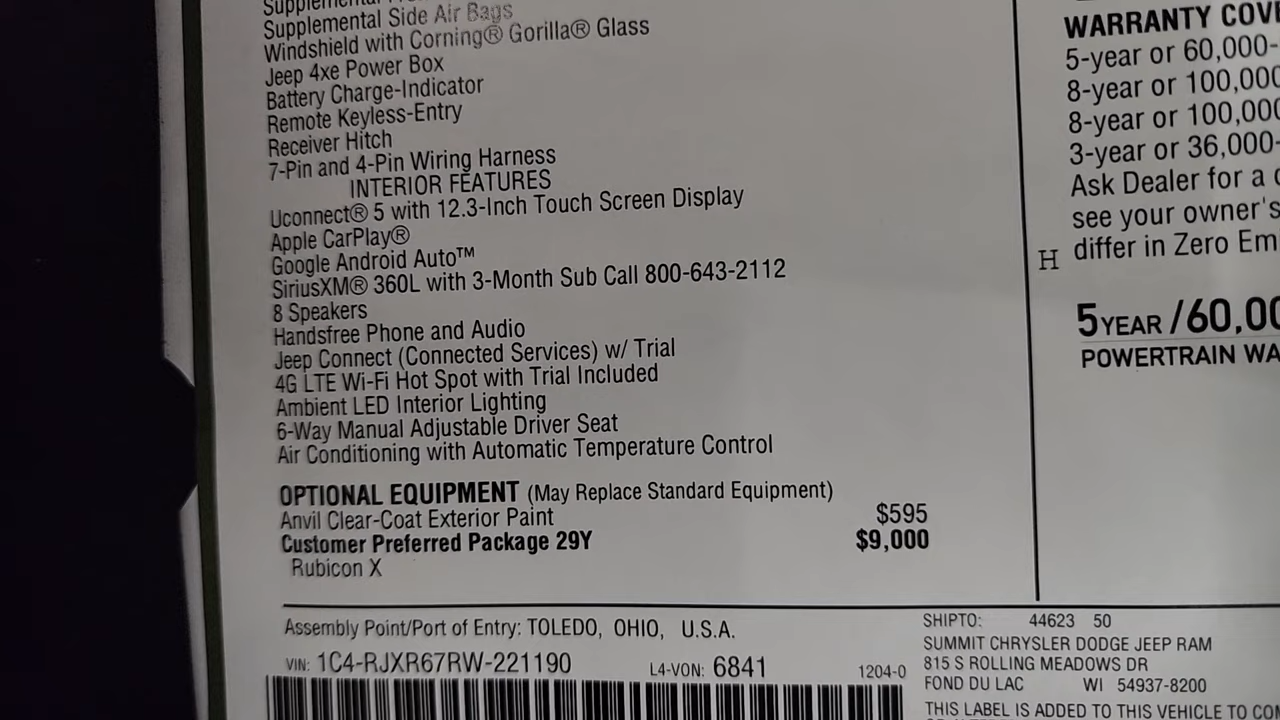 Supplemental
Supplemental Side Air Bags
Windshield with Corning® Gorilla® Glass
Jeep 4xe Power Box
Battery Charge-Indicator
Remote Keyless-Entry
Receiver Hitch
7-Pin and 4-Pin Wiring Harness
INTERIOR FEATURES
Uconnect® 5 with 12.3-Inch Touch Screen Display
Apple CarPlay®
Google Android Auto™
SiriusXM® 360L with 3-Month Sub Call 800-643-2112
8 Speakers
Handsfree Phone and Audio
Jeep Connect (Connected Services) w/ Trial
4G LTE Wi-Fi Hot Spot with Trial Included
Ambient LED Interior Lighting
6-Way Manual Adjustable Driver Seat
Air Conditioning with Automatic Temperature Control
OPTIONAL EQUIPMENT (May Replace Standard Equipment)
Anvil Clear-Coat Exterior Paint $595
Customer Preferred Package 29Y $9,000
Rubicon X
Assembly Point/Port of Entry: TOLEDO, OHIO, U.S.A.
VIN: 1C4-RJXR67RW-221190 L4-VON: 6841 1204-0
WARRANTY COV
5-year or 60,000-
8-year or 100,000
8-year or 100,000
3-year or 36,000-
Ask Dealer for a c
see your owner's
H differ in Zero Em
5YEAR /60,00
POWERTRAIN WA
SHIPTO: 44623 50
SUMMIT CHRYSLER DODGE JEEP RAM
815 S ROLLING MEADOWS DR
FOND DU LAC WI 54937-8200
THIS LABEL IS ADDED TO THIS VEHICLE TO COM